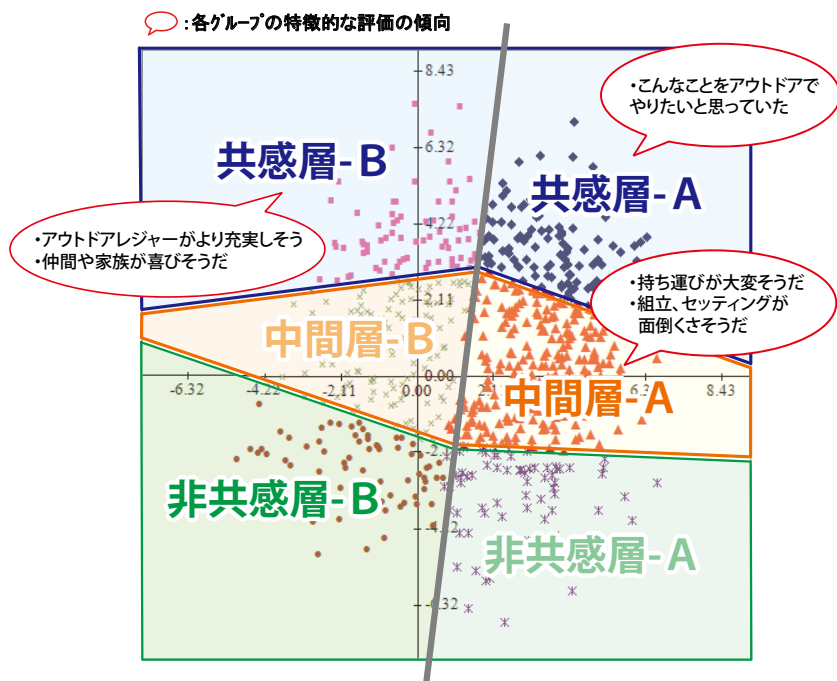 ：各グループの特徴的な評価の傾向
8.43
・こんなことをアウトドアで
やりたいと思っていた
6.32
共感層-B
共感層-A
4.22
・アウトドアレジャーがより充実しそう
・仲間や家族が喜びそうだ
・持ち運びが大変そうだ
・組立、セッティングが
面倒くさそうだ
2.11
中間層-B
0.00
-6.32 -4.22 -2.11 0.00 6.32 8.43
中間層-A
非共感層-B
非共感層-A